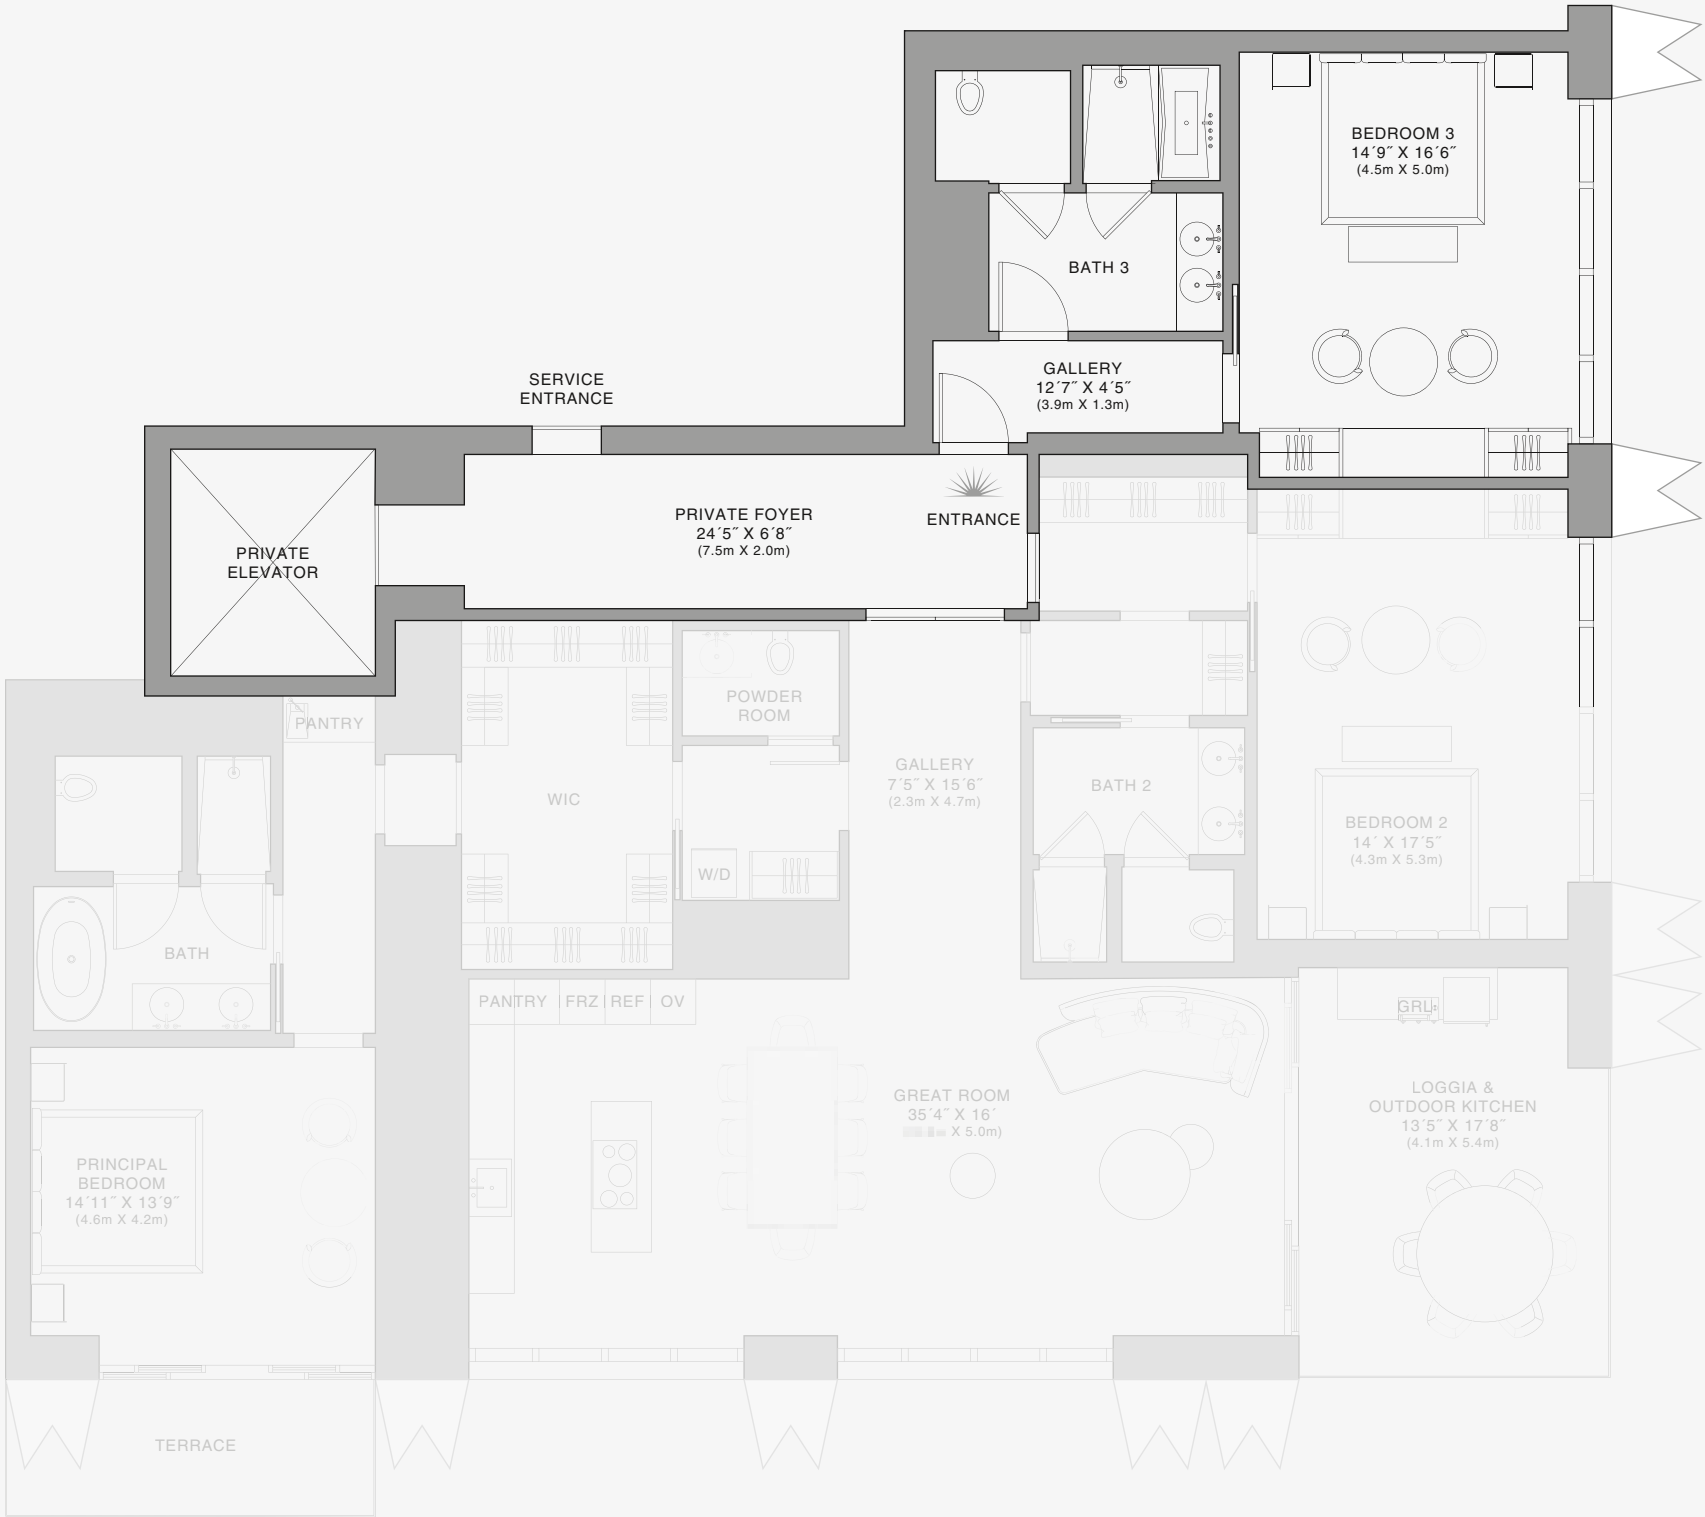 BEDROOM 3
14´9˝ X 16´6˝
(4.5m X 5.0m)
BATH 3
GALLERY
12´7˝ X 4´5˝
(3.9m X 1.3m)
SERVICE
ENTRANCE
PRIVATE FOYER
24´5˝ X 6´8˝
(7.5m X 2.0m)
ENTRANCE
PRIVATE
ELEVATOR
PANTRY
POWDER
ROOM
WIC
GALLERY
7´5˝ X 15´6˝
(2.3m X 4.7m)
BATH 2
BEDROOM 2
14´ X 17´5˝
(4.3m X 5.3m)
W/D
BATH
PANTRY
FRZ
REF
OV
GRL
GREAT ROOM
35´4˝ X 16´
X 5.0m)
LOGGIA &
OUTDOOR KITCHEN
13´5˝ X 17´8˝
(4.1m X 5.4m)
PRINCIPAL
BEDROOM
14´11˝ X 13´9˝
(4.6m X 4.2m)
TERRACE